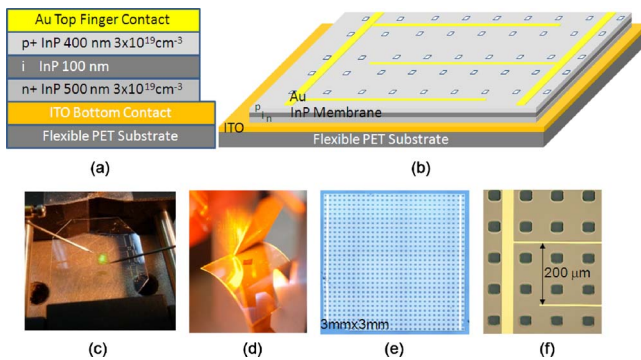 Au Top Finger Contact
p+ InP 400 nm 3x10¹⁹cm⁻³
i InP 100 nm
n+ InP 500 nm 3x10¹⁹cm⁻³
ITO Bottom Contact
Flexible PET Substrate
(a)
Au
p
i
n
InP Membrane
ITO
Flexible PET Substrate
(b)
(c)
(d)
3mmx3mm
(e)
200 μm
(f)